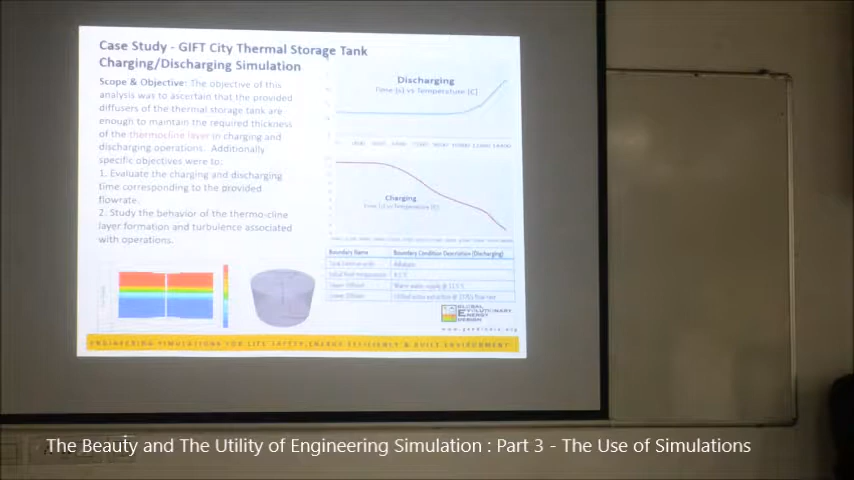 Case Study - GIFT City Thermal Storage Tank
Charging/Discharging Simulation
Scope & Objective: The objective of this
analysis was to ascertain that the provided
diffusers of the thermal storage tank are
enough to maintain the required thickness
of the thermocline layer in charging and
discharging operations. Additionally
specific objectives were to:
1. Evaluate the charging and discharging
time corresponding to the provided
flowrate.
2. Study the behavior of the thermo-cline
layer formation and turbulence associated
with operations.
Discharging
Time (s) vs Temperature [C]
Charging
Time (s) vs Temperature [C]
Boundary Name Boundary Condition Description (Discharging)
GLOBAL
EVOLUTIONARY
ENERGY
DESIGN
ENGINEERING SIMULATIONS FOR LIFE SAFETY, ENERGY EFFICIENCY & BUILT ENVIRONMENT
The Beauty and The Utility of Engineering Simulation : Part 3 - The Use of Simulations